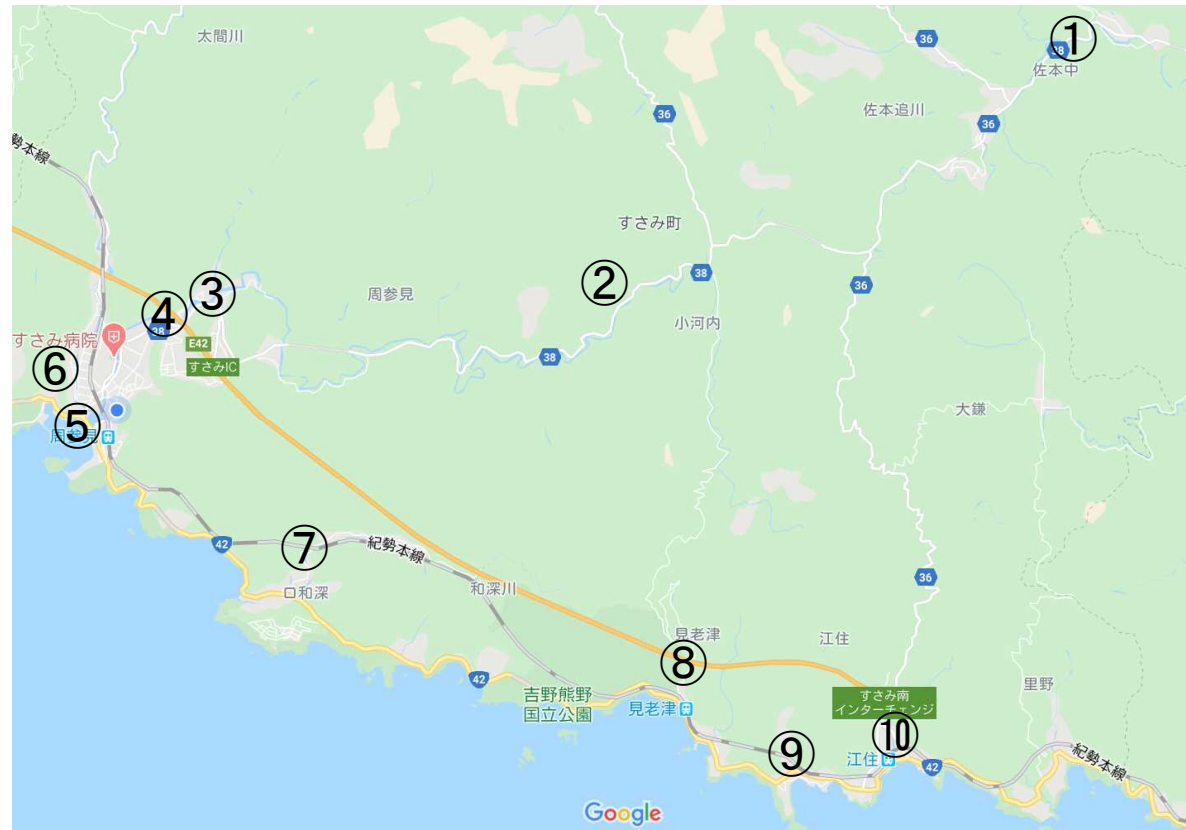 太間川
36
①
38
佐本中
佐本追川
36
36
勢本線
すさみ町
38
②
36
③
周参見
④
小河内
すさみ病院
38
E42
すさみIC
38
⑥
大鎌
⑤
周参見
42
⑦
紀勢本線
口和深
和深川
36
見老津
江住
⑧
42
吉野熊野
国立公園
見老津
すさみ南
インターチェンジ
里野
⑩
⑨
江住
42
紀勢本線
Google